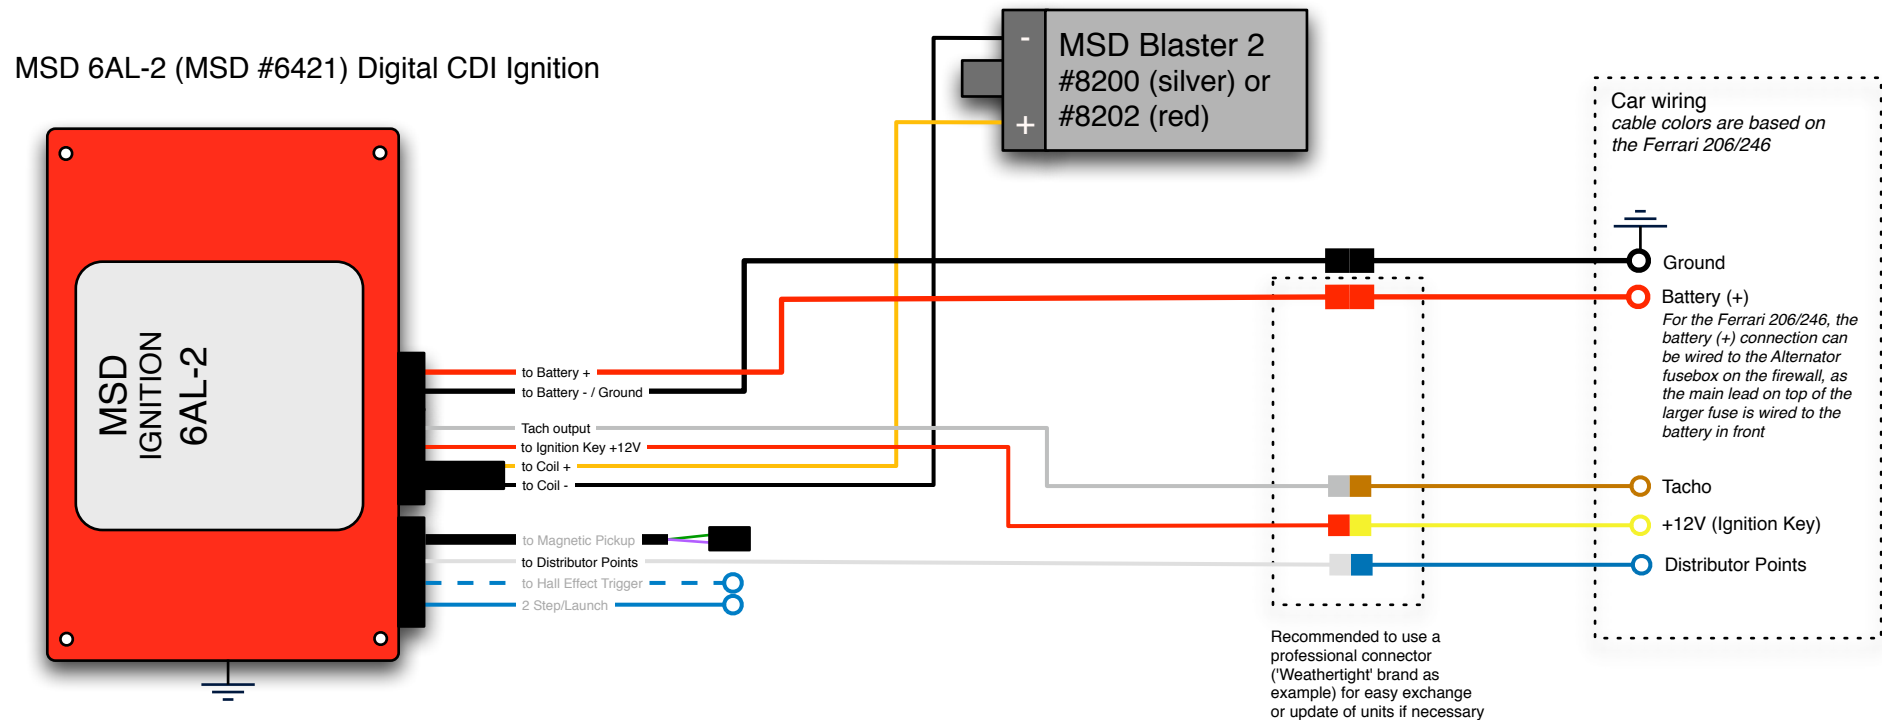 MSD 6AL-2 (MSD #6421) Digital CDI Ignition
-
+
MSD Blaster 2
#8200 (silver) or
#8202 (red)
Car wiring
cable colors are based on
the Ferrari 206/246
MSD
IGNITION
6AL-2
to Battery +
to Battery - / Ground
Tach output
to Ignition Key +12V
to Coil +
to Coil -
to Magnetic Pickup
to Distributor Points
to Hall Effect Trigger
2 Step/Launch
Ground
Battery (+)
For the Ferrari 206/246, the
battery (+) connection can
be wired to the Alternator
fusebox on the firewall, as
the main lead on top of the
larger fuse is wired to the
battery in front
Tacho
+12V (Ignition Key)
Distributor Points
Recommended to use a
professional connector
('Weathertight' brand as
example) for easy exchange
or update of units if necessary